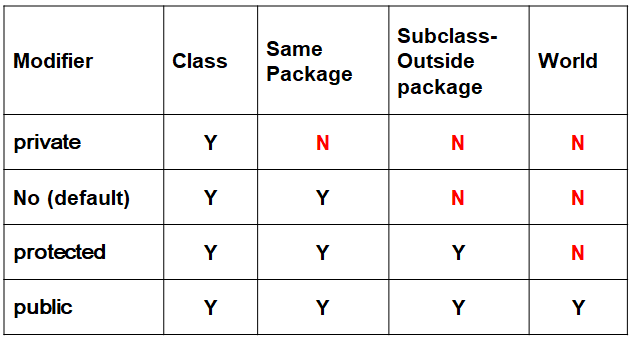 Modifier Class Same Package Subclass-Outside package World
private Y N N N
No (default) Y Y N N
protected Y Y Y N
public Y Y Y Y